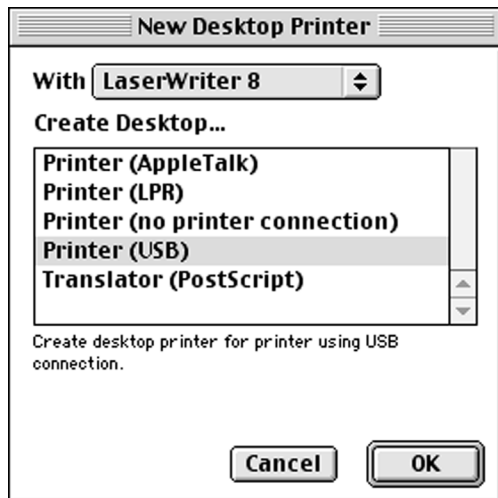 New Desktop Printer
With LaserWriter 8
Create Desktop...
Printer (AppleTalk)
Printer (LPR)
Printer (no printer connection)
Printer (USB)
Translator (PostScript)
Create desktop printer for printer using USB
connection.
Cancel OK